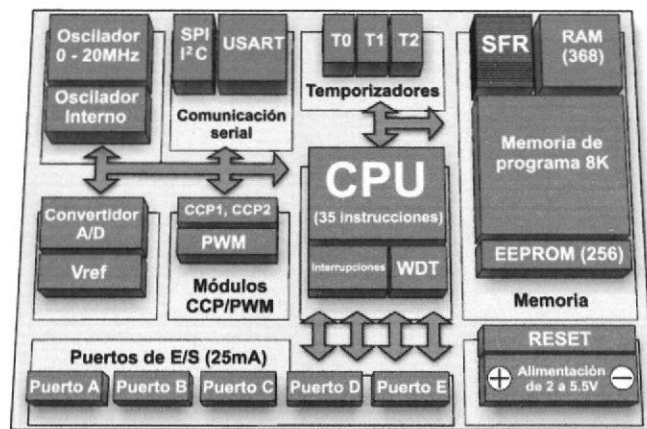 Oscilador
0 - 20MHz
Oscilador
Interno
SPI
I²C
USART
Comunicación
serial
T0
T1
T2
Temporizadores
SFR
RAM
(368)
Memoria de
programa 8K
EEPROM (256)
Memoria
CPU
(35 instrucciones)
Interrupciones
WDT
Convertidor
A/D
Vref
CCP1, CCP2
PWM
Módulos
CCP/PWM
Puertos de E/S (25mA)
Puerto A
Puerto B
Puerto C
Puerto D
Puerto E
RESET
+
Alimentación
de 2 a 5.5V
−